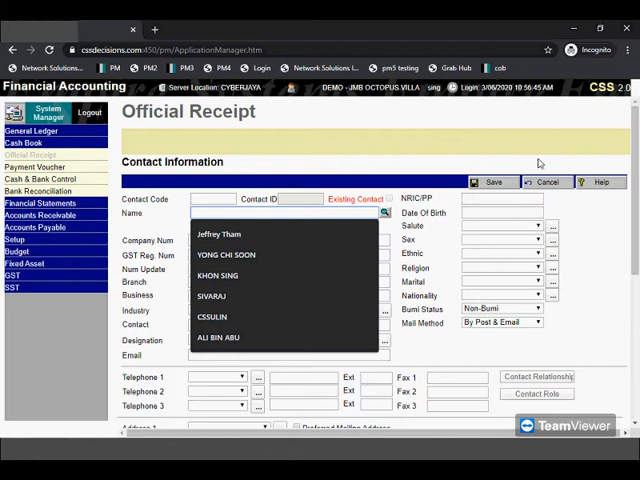 cssdecisions.com:450/pm/ApplicationManager.htm
Incognito
Network Solutions...
PM
PM2
PM3
PM4
Login
Network Solutions I...
pm5 testing
Grab Hub
cob
Financial Accounting
Server Location: CYBERJAYA
DEMO - JMB OCTOPUS VILLA
sing
Login: 3/06/2020 10:56:45 AM
CSS 2.0
System Manager
Logout
General Ledger
Cash Book
Official Receipt
Payment Voucher
Cash & Bank Control
Bank Reconciliation
Financial Statements
Accounts Receivable
Accounts Payable
Setup
Budget
Fixed Asset
GST
SST
Official Receipt
Contact Information
Save
Cancel
Help
Contact Code
Contact ID
Existing Contact
Name
Jeffrey Tham
YONG CHI SOON
KHON SING
SIVARAJ
CSSULIN
ALI BIN ABU
Company Num
GST Reg. Num
Num Update
Branch
Business
Industry
Contact
Designation
Email
NRIC/PP
Date Of Birth
Salute
Sex
Ethnic
Religion
Marital
Nationality
Bumi Status
Non-Bumi
Mail Method
By Post & Email
Telephone 1
Ext
Fax 1
Contact Relationship
Telephone 2
Ext
Fax 2
Contact Role
Telephone 3
Ext
Fax 3
Address 1
Preferred Mailing Address
TeamViewer